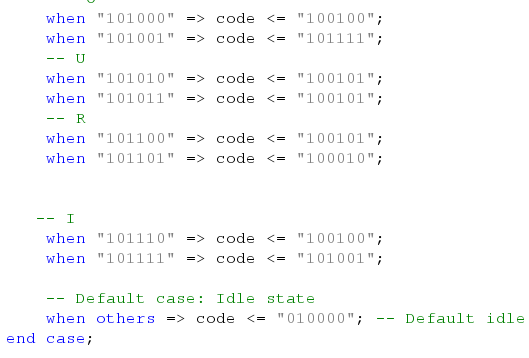 when "101000" => code <= "100100";
when "101001" => code <= "101111";
-- U
when "101010" => code <= "100101";
when "101011" => code <= "100101";
-- R
when "101100" => code <= "100101";
when "101101" => code <= "100010";
-- I
when "101110" => code <= "100100";
when "101111" => code <= "101001";
-- Default case: Idle state
when others => code <= "010000"; -- Default idle
end case;